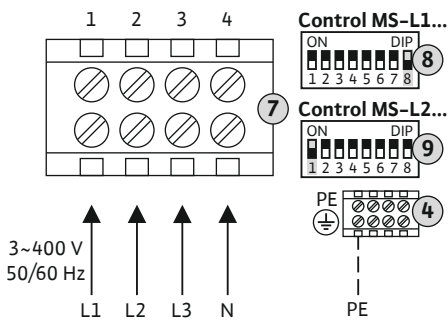 1 2 3 4
7
3~400 V
50/60 Hz
L1 L2 L3 N
Control MS-L1...
ON DIP
1 2 3 4 5 6 7 8
8
Control MS-L2...
ON DIP
1 2 3 4 5 6 7 8
9
PE
4
PE